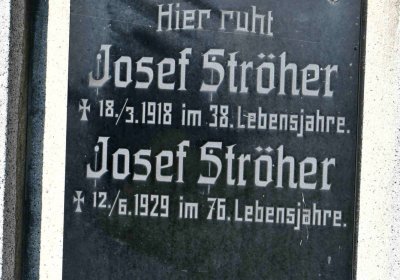 Hier ruht
Josef Ströher
✝ 18./3.1918 im 38. Lebensjahre.
Josef Ströher
✝ 12./6.1929 im 76. Lebensjahre.